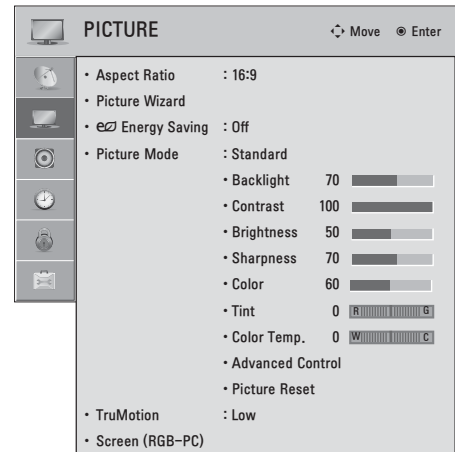 PICTURE Move Enter
• Aspect Ratio : 16:9
• Picture Wizard
• Energy Saving : Off
• Picture Mode : Standard
• Backlight 70
• Contrast 100
• Brightness 50
• Sharpness 70
• Color 60
• Tint 0 R G
• Color Temp. 0 W C
• Advanced Control
• Picture Reset
• TruMotion : Low
• Screen (RGB-PC)